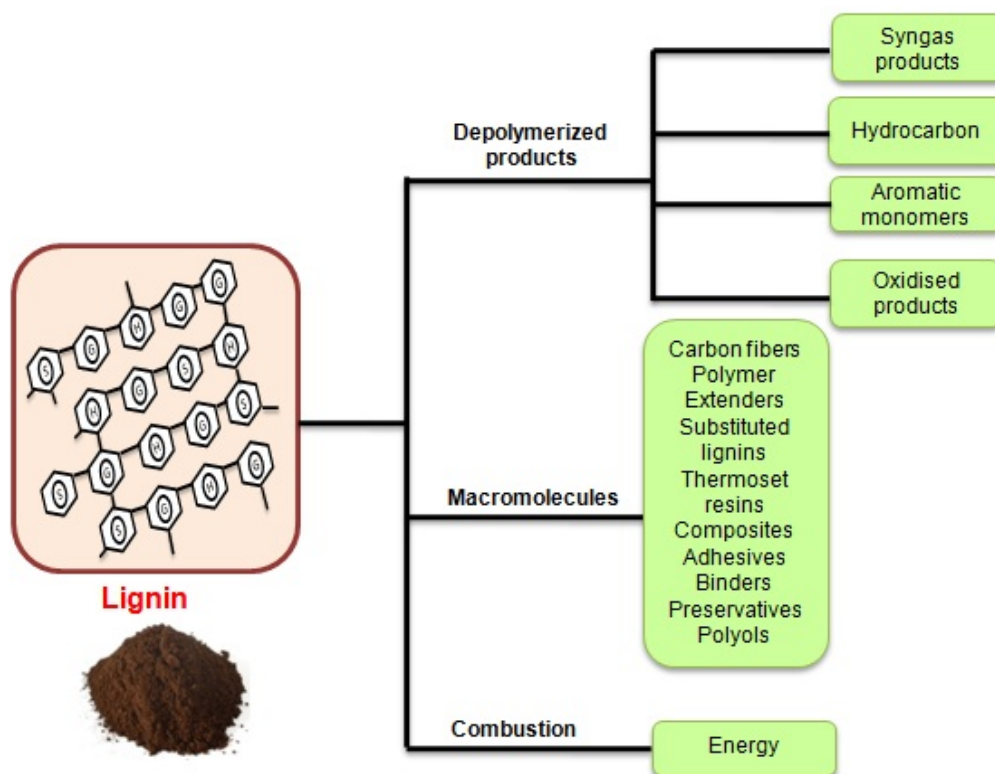 Syngas
products
Depolymerized
products
Hydrocarbon
Aromatic
monomers
Oxidised
products
G
G
H
G
S
H
S
G
H
S
G
H
G
S
G
H
G
S
Lignin
Macromolecules
Carbon fibers
Polymer
Extenders
Substituted
lignins
Thermoset
resins
Composites
Adhesives
Binders
Preservatives
Polyols
Combustion
Energy